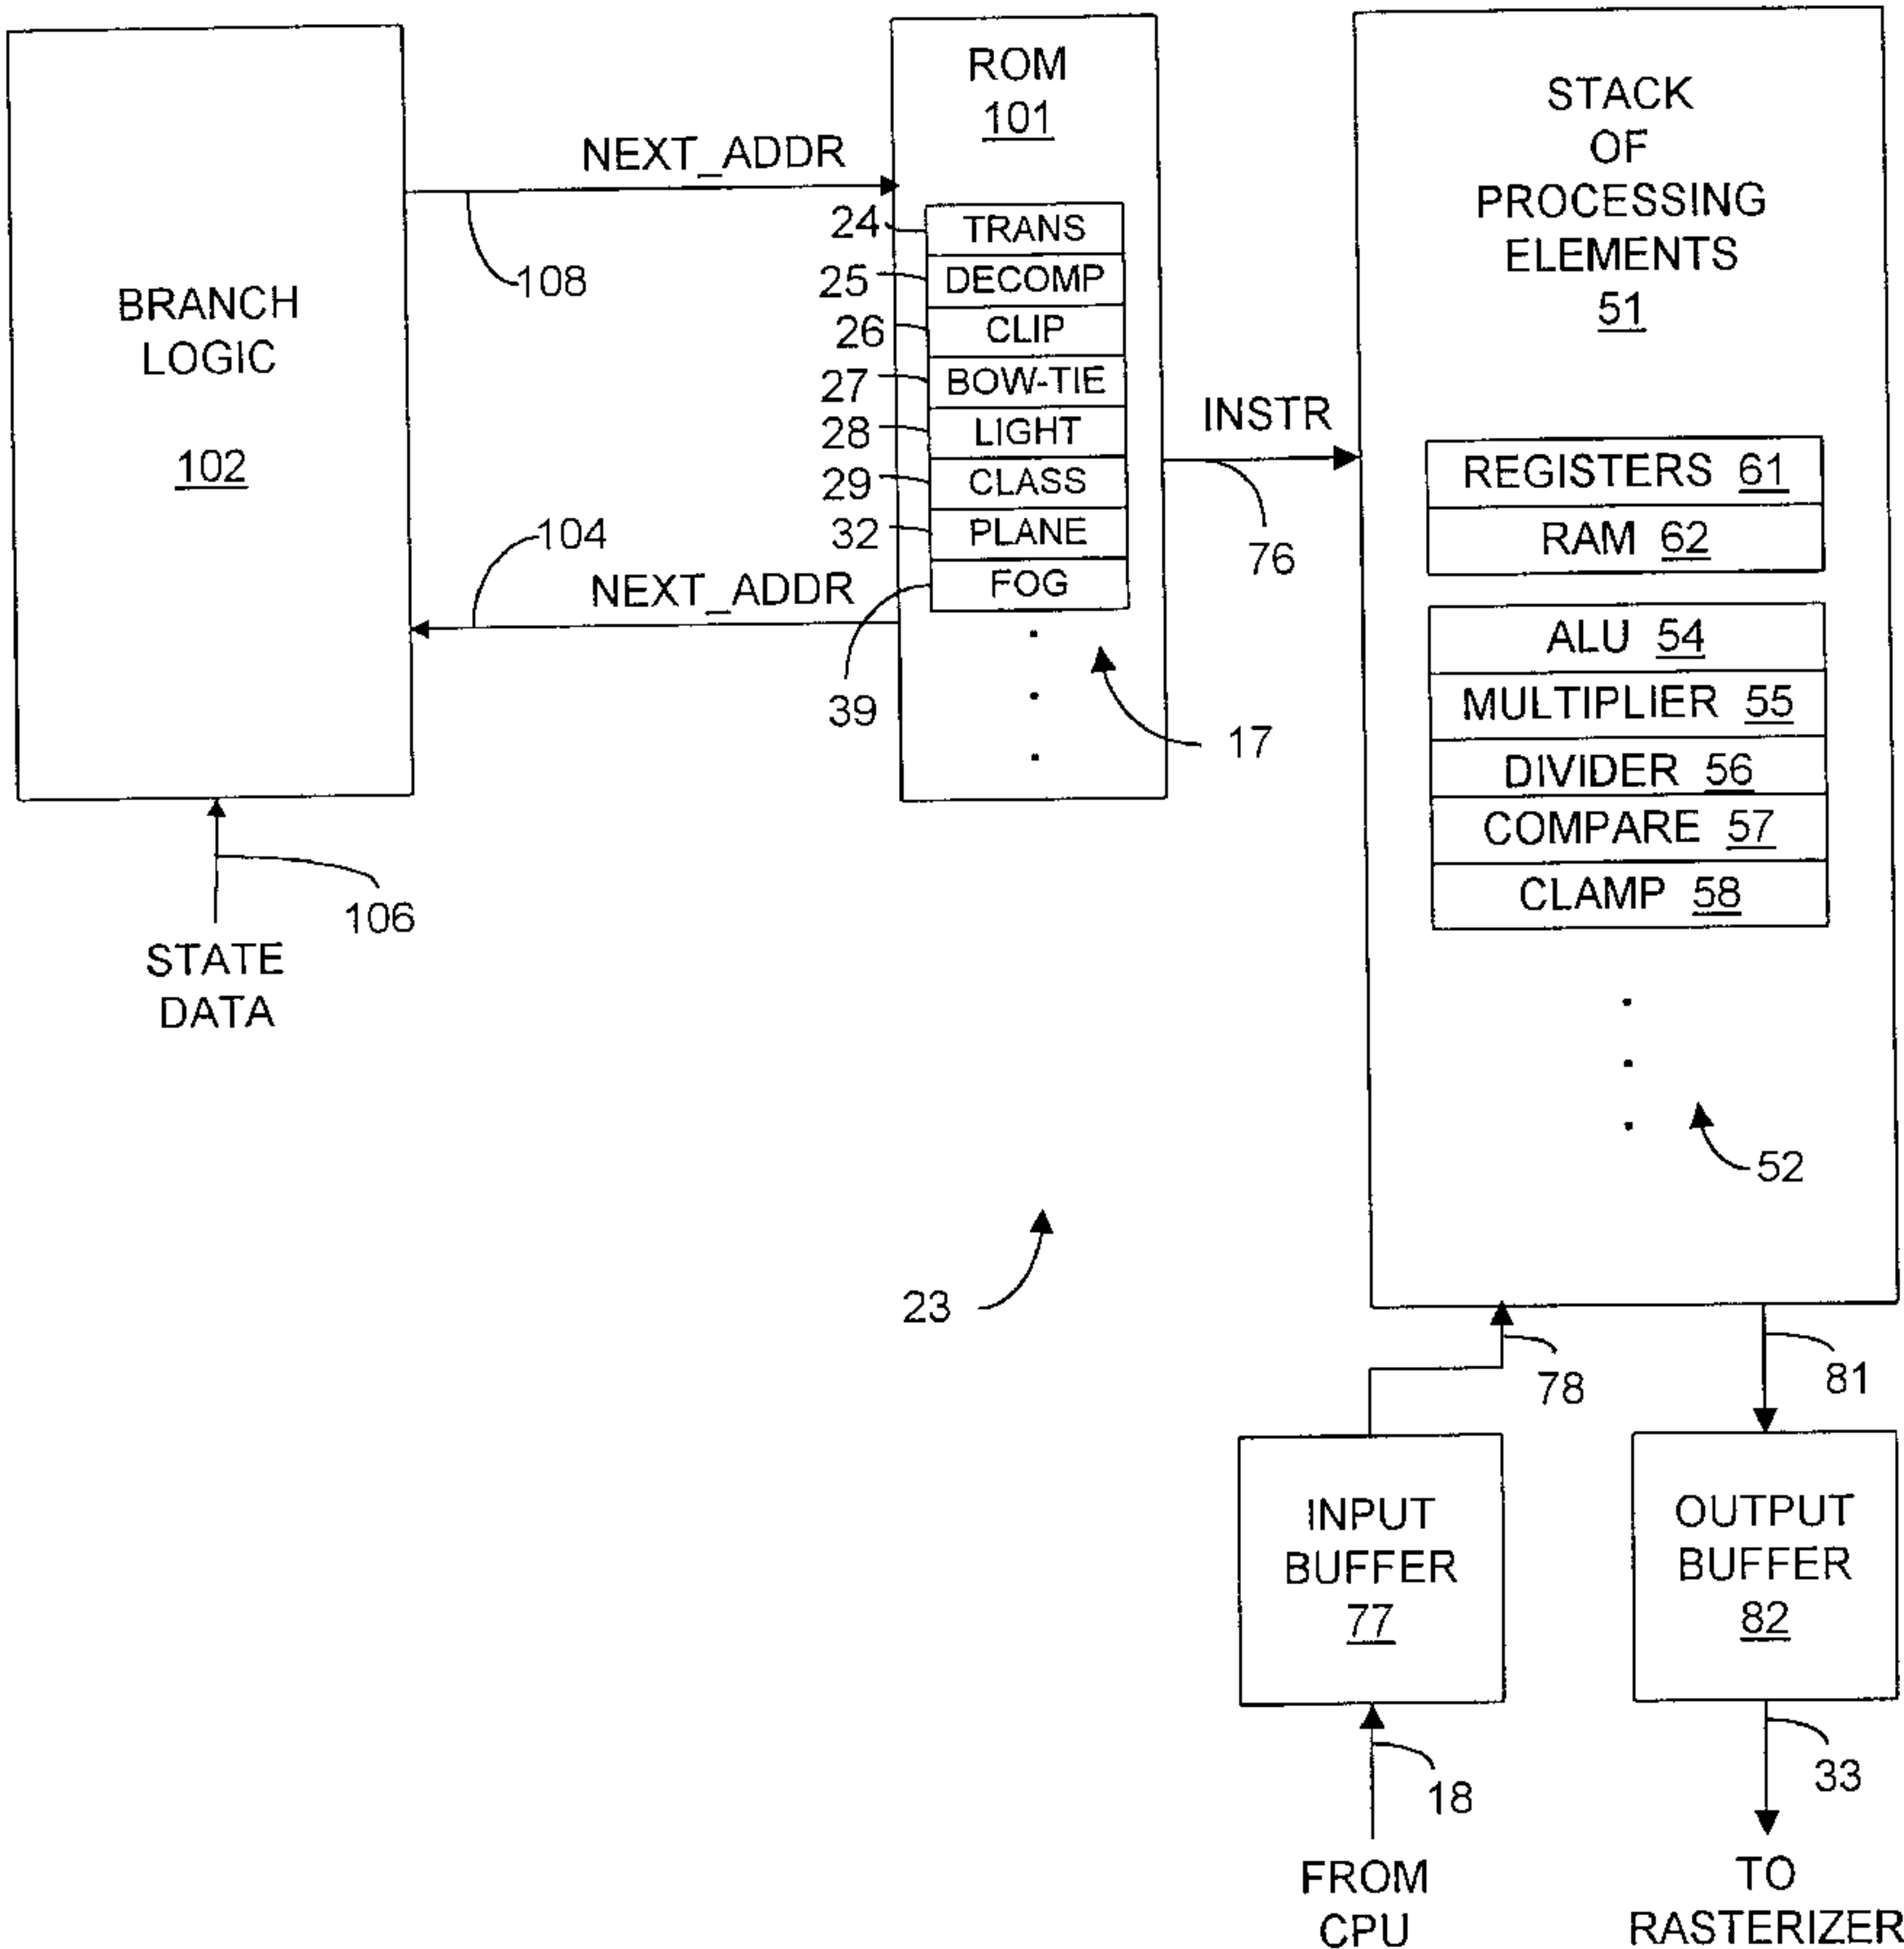 BRANCH
LOGIC
102
NEXT_ADDR
108
104
NEXT_ADDR
106
STATE
DATA
ROM
101
24 TRANS
25 DECOMP
26 CLIP
27 BOW-TIE
28 LIGHT
29 CLASS
32 PLANE
39 FOG
17
INSTR
76
STACK
OF
PROCESSING
ELEMENTS
51
REGISTERS 61
RAM 62
ALU 54
MULTIPLIER 55
DIVIDER 56
COMPARE 57
CLAMP 58
52
23
78
81
INPUT
BUFFER
77
OUTPUT
BUFFER
82
18
33
FROM
CPU
TO
RASTERIZER